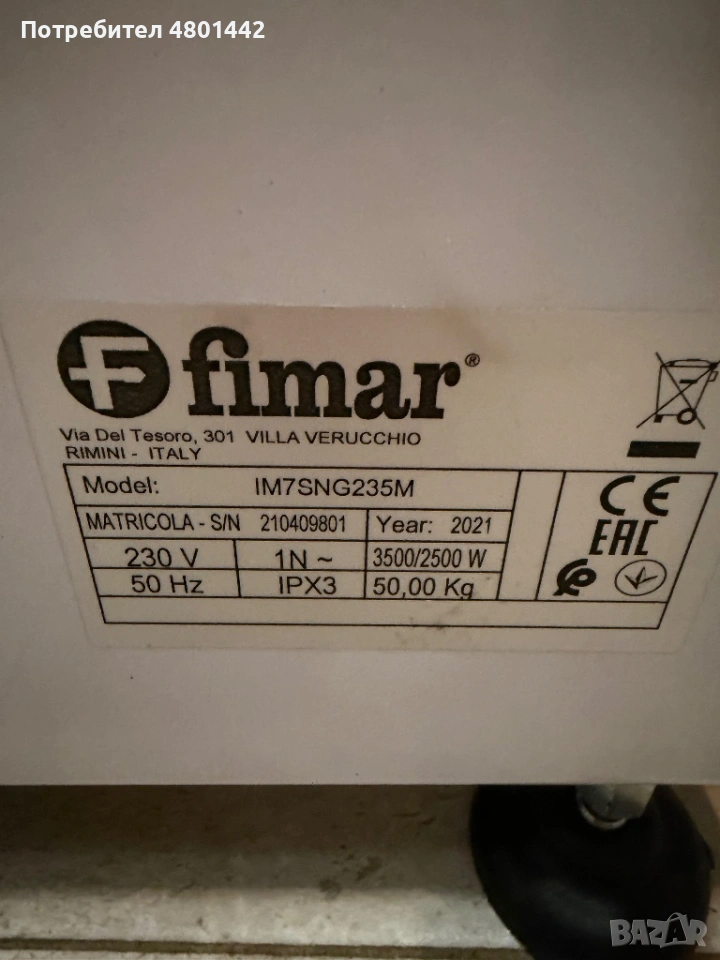 Потребител 4801442
fimar®
Via Del Tesoro, 301 VILLA VERUCCHIO
RIMINI - ITALY
Model: IM7SNG235M
MATRICOLA - S/N 210409801 Year: 2021
230 V 1N ~ 3500/2500 W
50 Hz IPX3 50,00 Kg
CE
EAC
BAZAR